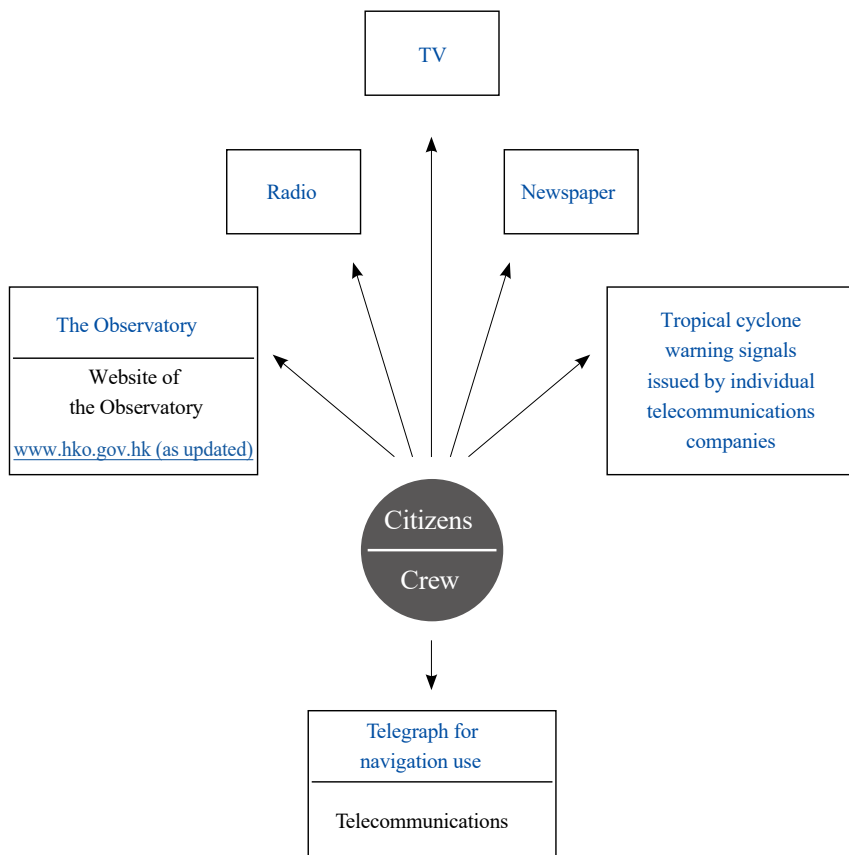 TV
Radio
Newspaper
The Observatory
Website of
the Observatory
www.hko.gov.hk (as updated)
Tropical cyclone
warning signals
issued by individual
telecommunications
companies
Citizens
Crew
Telegraph for
navigation use
Telecommunications